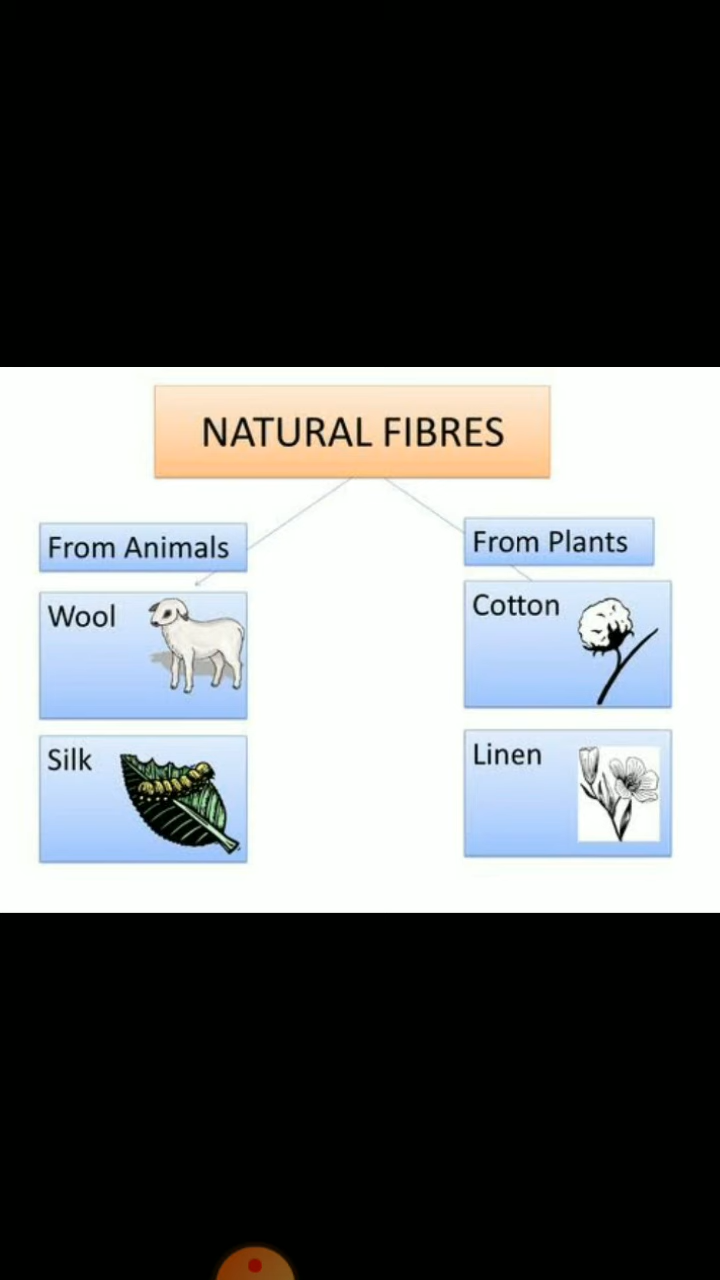 NATURAL FIBRES
From Animals
Wool
Silk
From Plants
Cotton
Linen